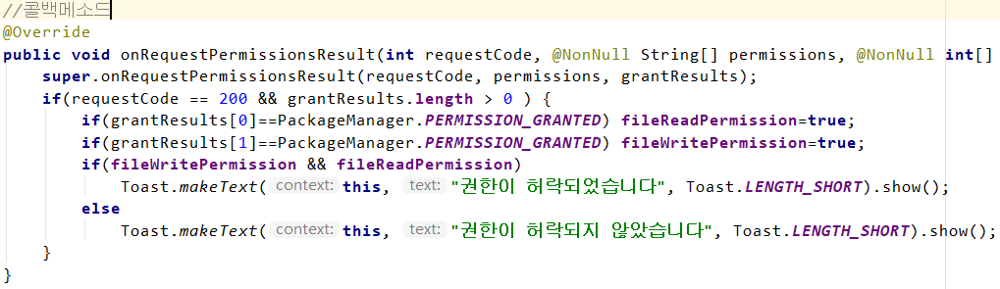 //콜백메소드
@Override
public void onRequestPermissionsResult(int requestCode, @NonNull String[] permissions, @NonNull int[]
    super.onRequestPermissionsResult(requestCode, permissions, grantResults);
    if(requestCode == 200 && grantResults.length > 0 ) {
        if(grantResults[0]==PackageManager.PERMISSION_GRANTED) fileReadPermission=true;
        if(grantResults[1]==PackageManager.PERMISSION_GRANTED) fileWritePermission=true;
        if(fileWritePermission && fileReadPermission)
            Toast.makeText( context: this, text: "권한이 허락되었습니다", Toast.LENGTH_SHORT).show();
        else
            Toast.makeText( context: this, text: "권한이 허락되지 않았습니다", Toast.LENGTH_SHORT).show();
    }
}